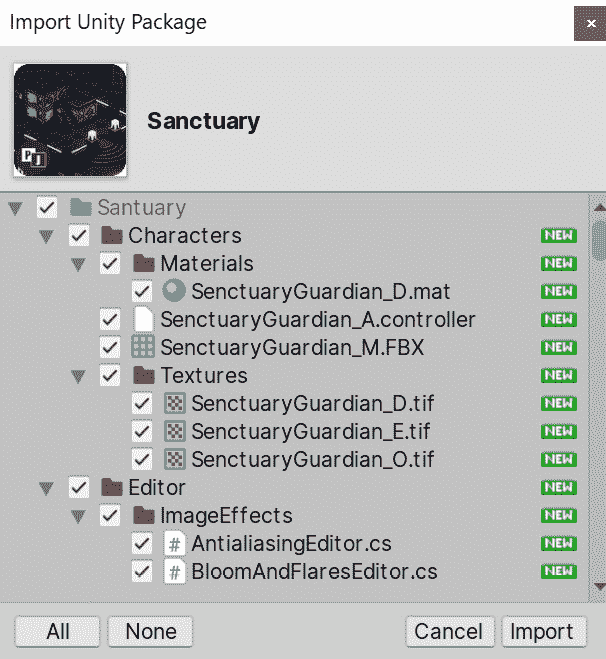 Import Unity Package
Sanctuary
Santuary
Characters NEW
Materials NEW
SenctuaryGuardian_D.mat NEW
SenctuaryGuardian_A.controller NEW
SenctuaryGuardian_M.FBX NEW
Textures NEW
SenctuaryGuardian_D.tif NEW
SenctuaryGuardian_E.tif NEW
SenctuaryGuardian_O.tif NEW
Editor NEW
ImageEffects NEW
# AntialiasingEditor.cs NEW
# BloomAndFlaresEditor.cs NEW
All None Cancel Import